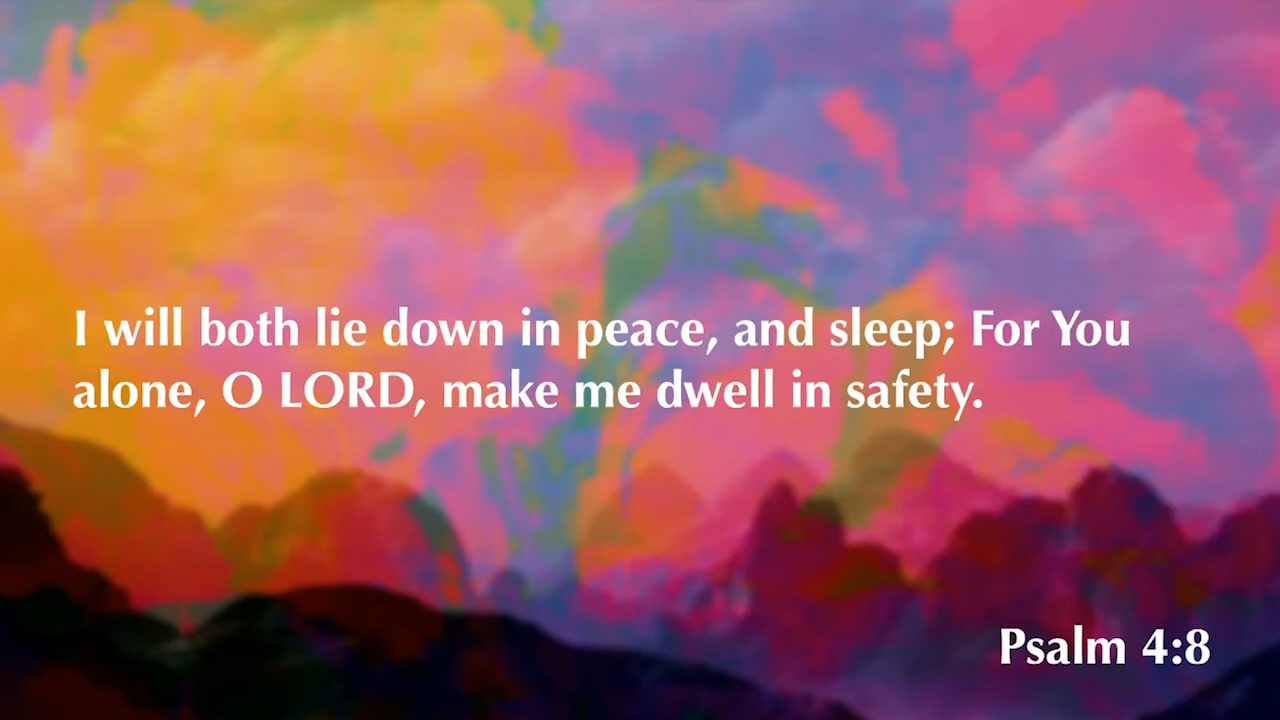 I will both lie down in peace, and sleep; For You
alone, O LORD, make me dwell in safety.
Psalm 4:8